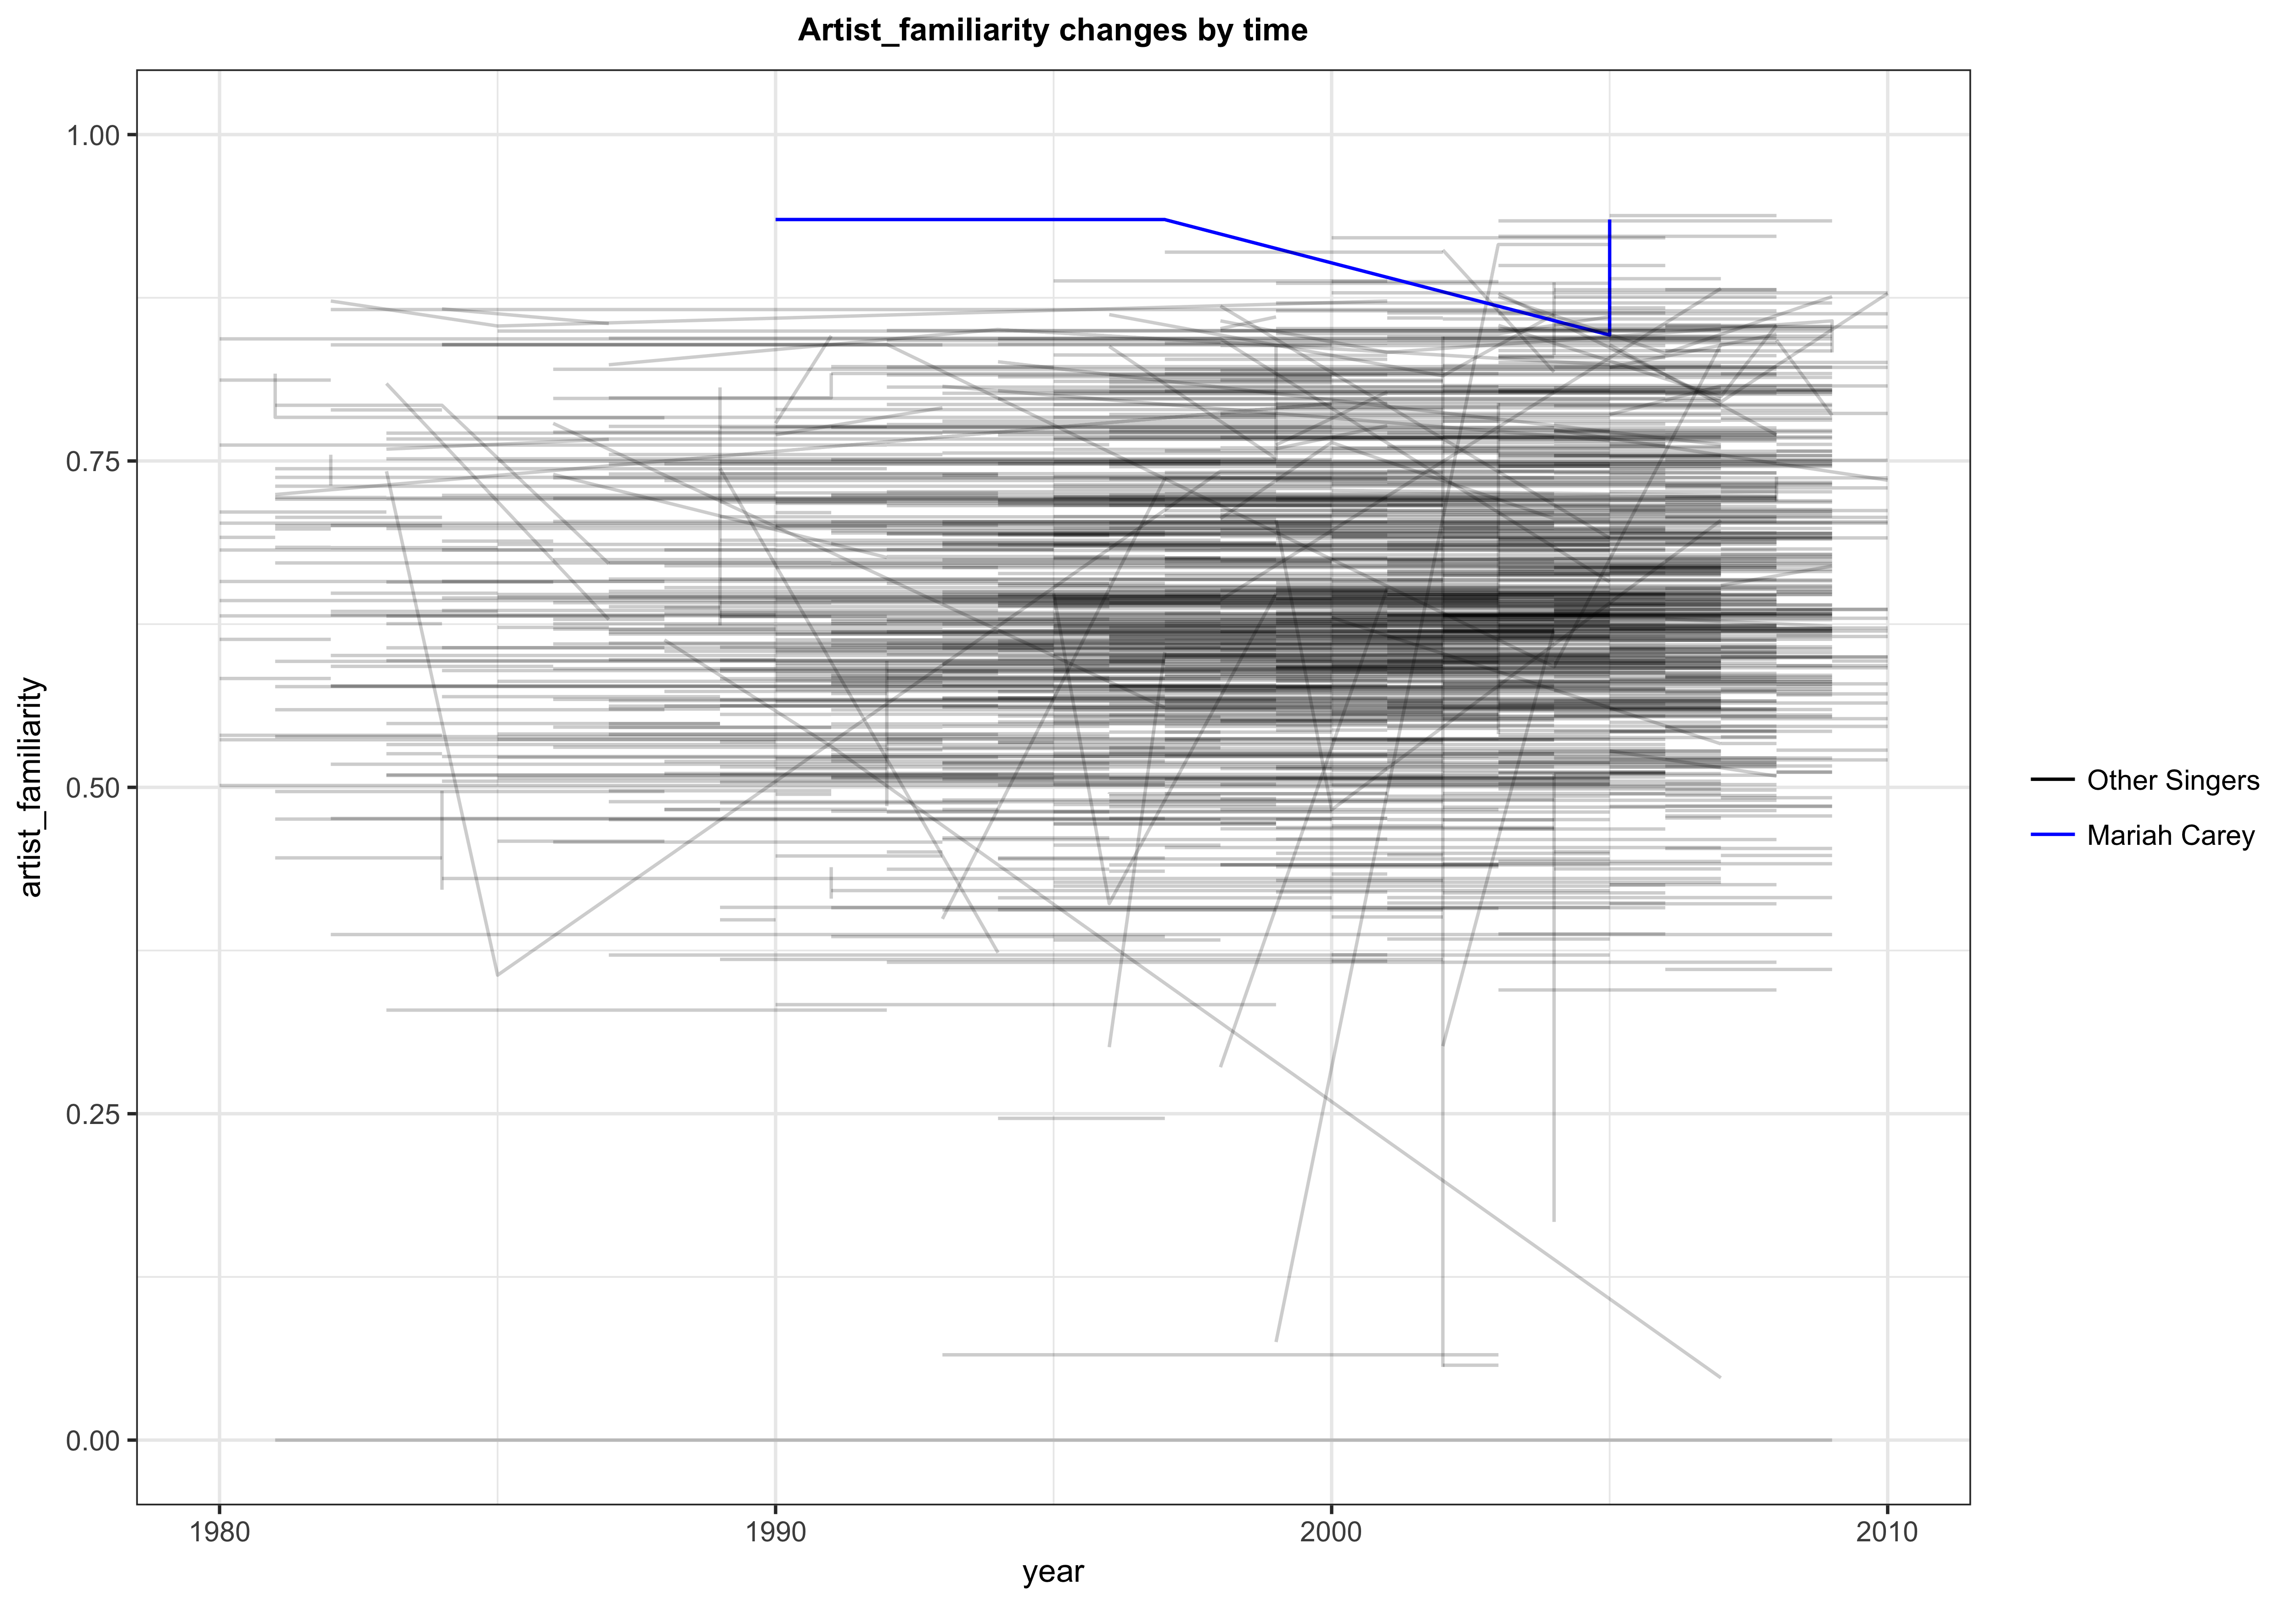 Artist_familiarity changes by time
artist_familiarity
1.00
0.75
0.50
0.25
0.00
1980
1990
2000
2010
year
Other Singers
Mariah Carey